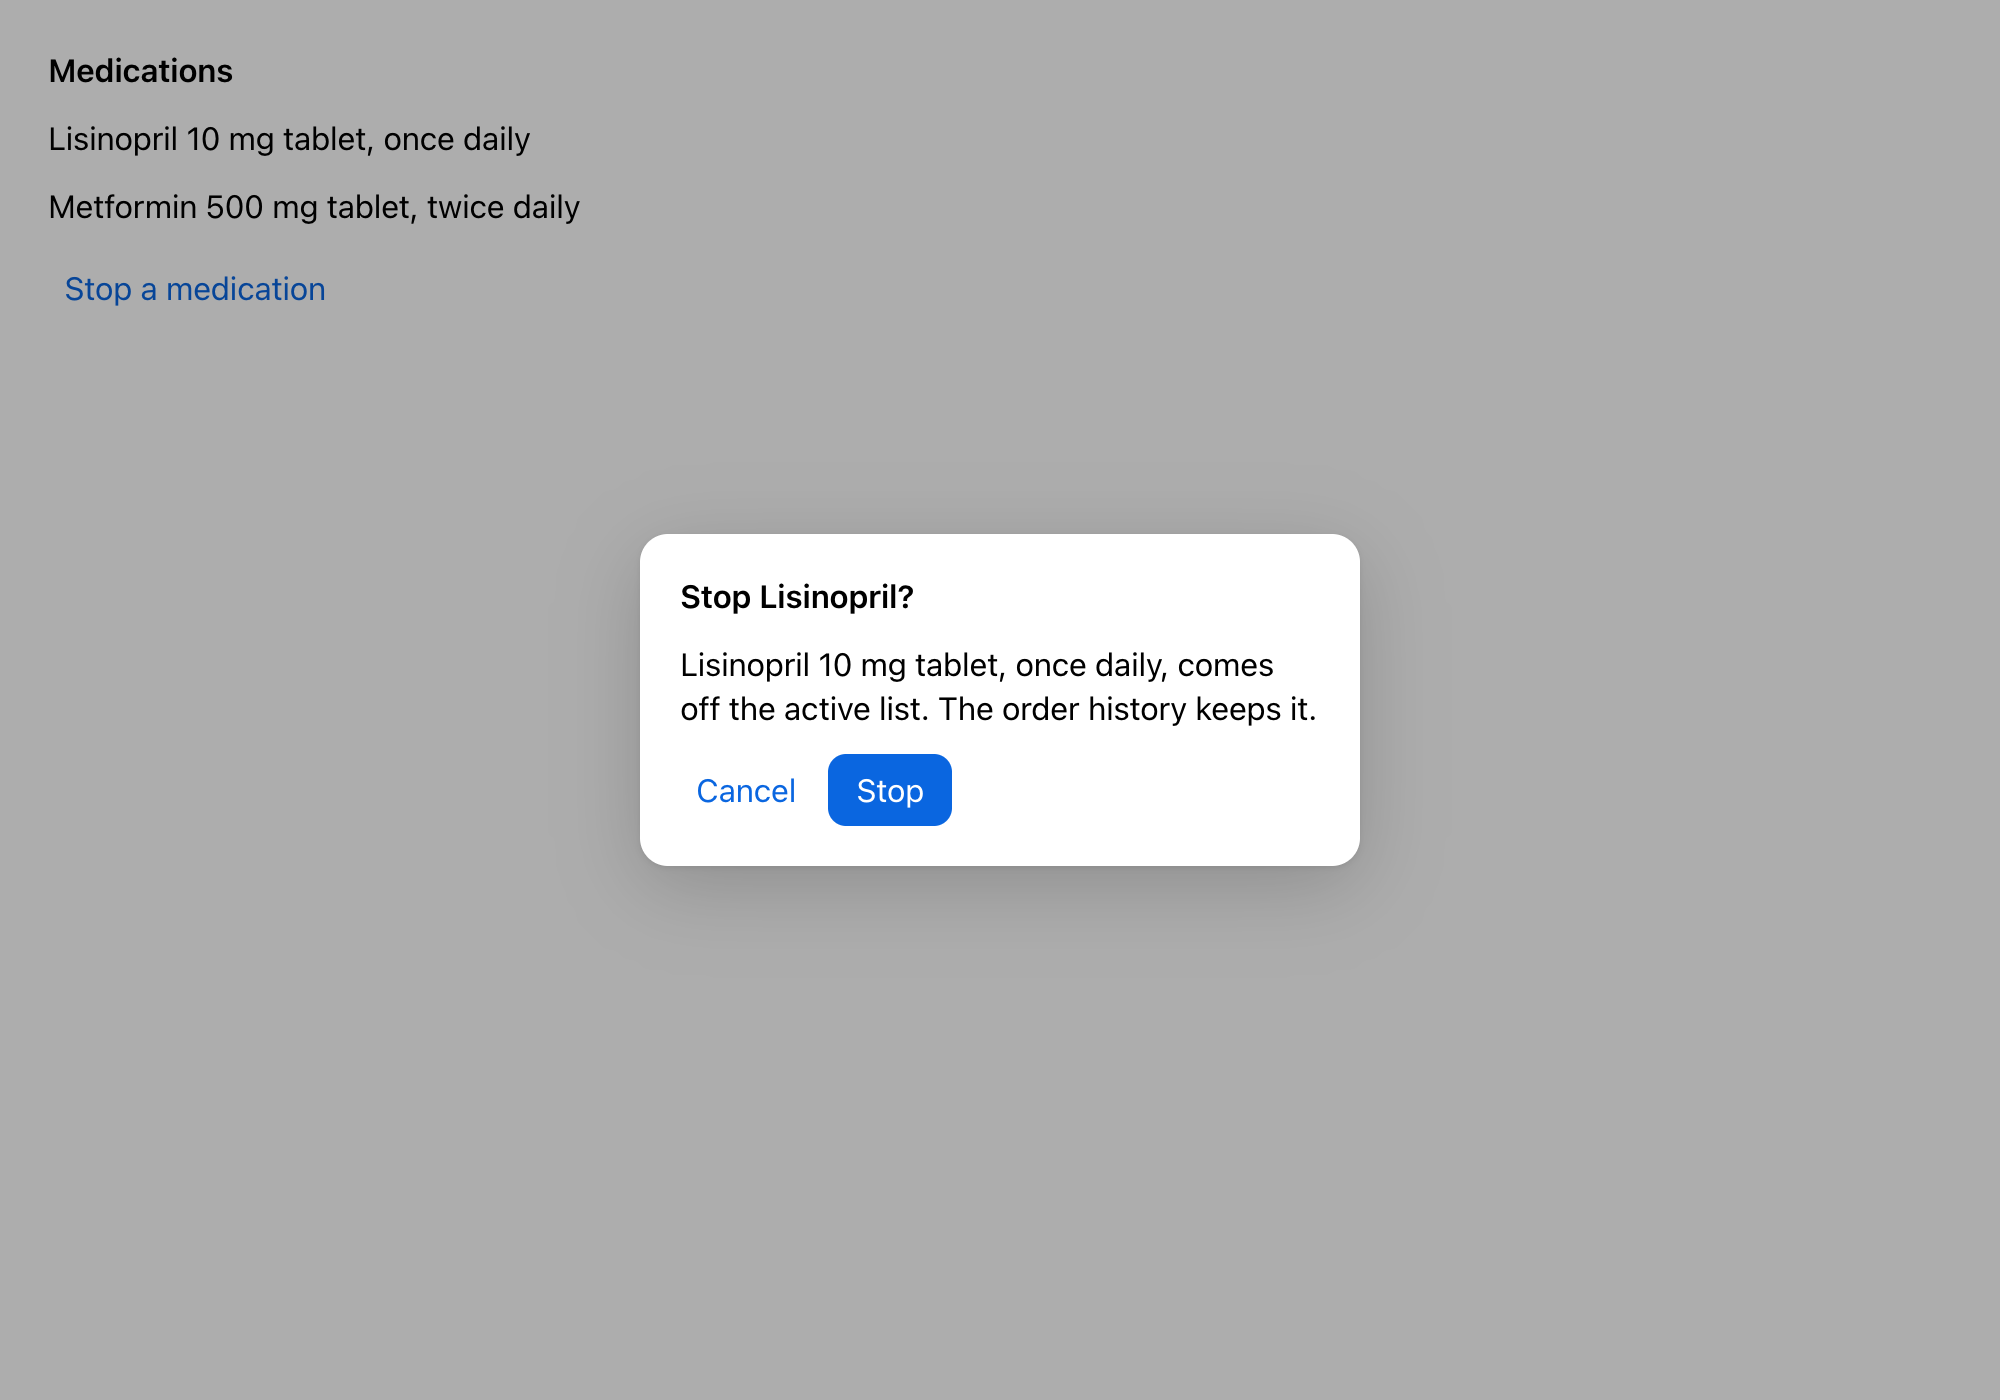 Medications
Lisinopril 10 mg tablet, once daily
Metformin 500 mg tablet, twice daily
Stop a medication
Stop Lisinopril?
Lisinopril 10 mg tablet, once daily, comes
off the active list. The order history keeps it.
Cancel
Stop